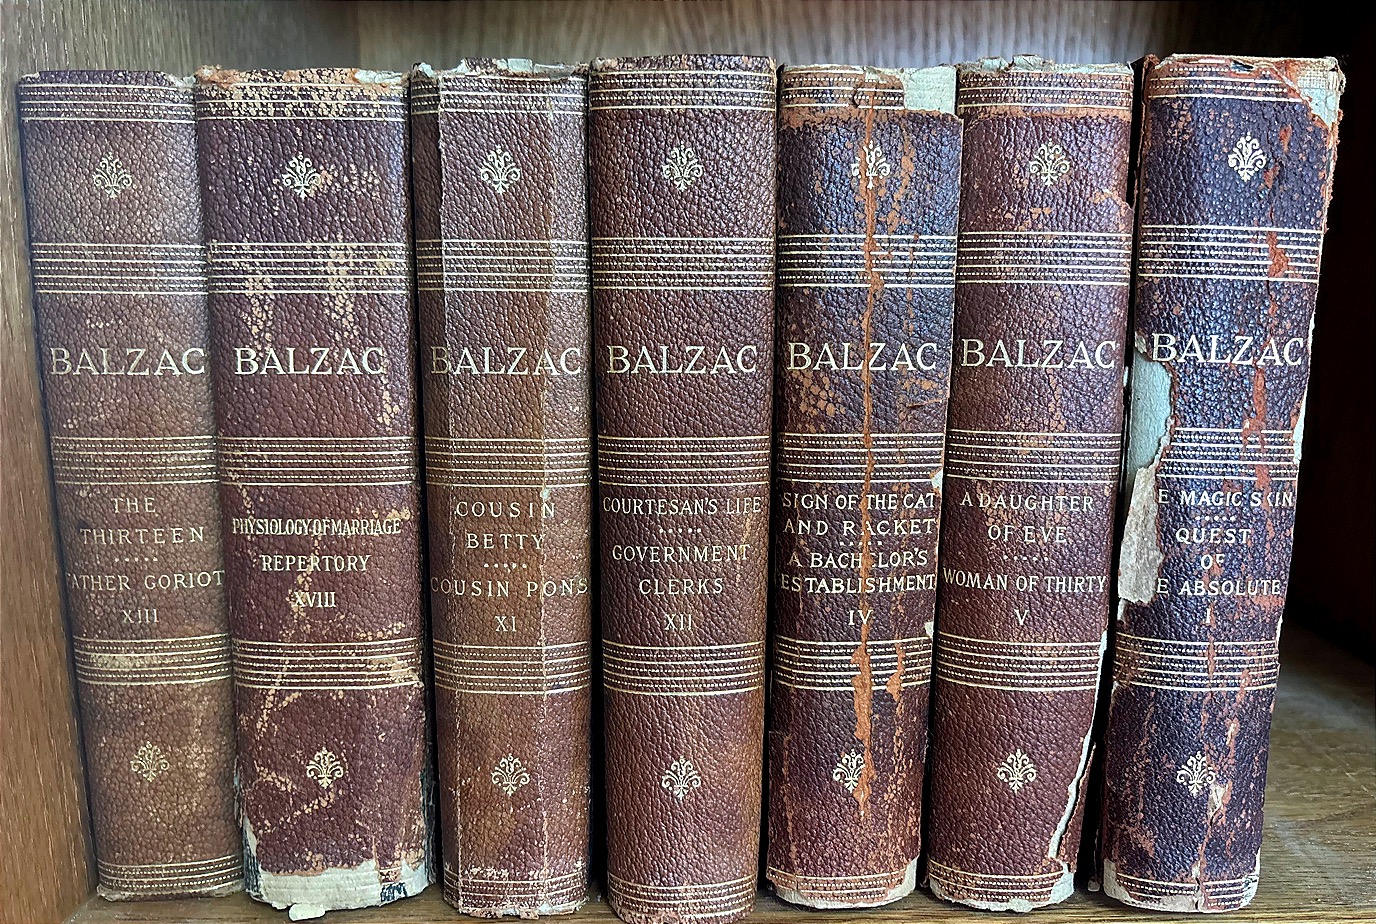 BALZAC
THE
THIRTEEN
FATHER GORIOT
XIII
BALZAC
PHYSIOLOGY OF MARRIAGE
REPERTORY
XVIII
BALZAC
COUSIN
BETTY
COUSIN PONS
XI
BALZAC
COURTESAN'S LIFE
GOVERNMENT
CLERKS
XII
BALZAC
SIGN OF THE CAT
AND RACKET
A BACHELOR'S
ESTABLISHMENT
IV
BALZAC
A DAUGHTER
OF EVE
WOMAN OF THIRTY
V
BALZAC
E MAGIC SKIN
QUEST
OF
E ABSOLUTE
I